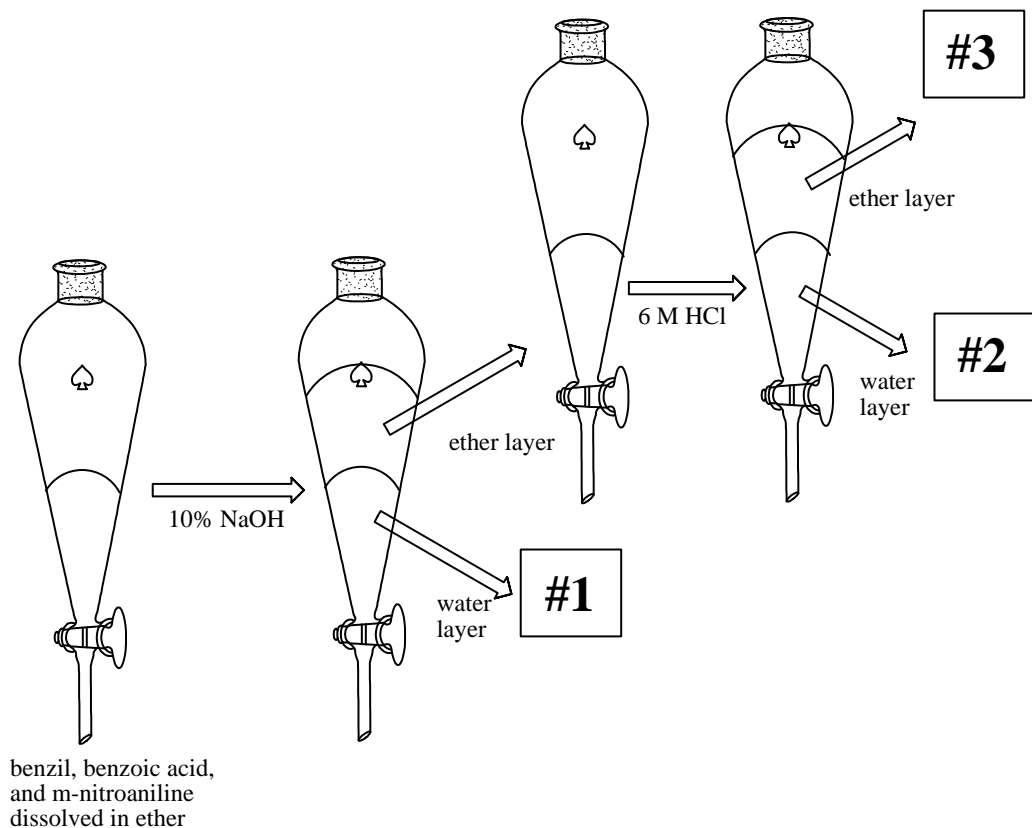 #3
ether layer
6 M HCl
#2
water
layer
ether layer
10% NaOH
#1
water
layer
benzil, benzoic acid,
and m-nitroaniline
dissolved in ether